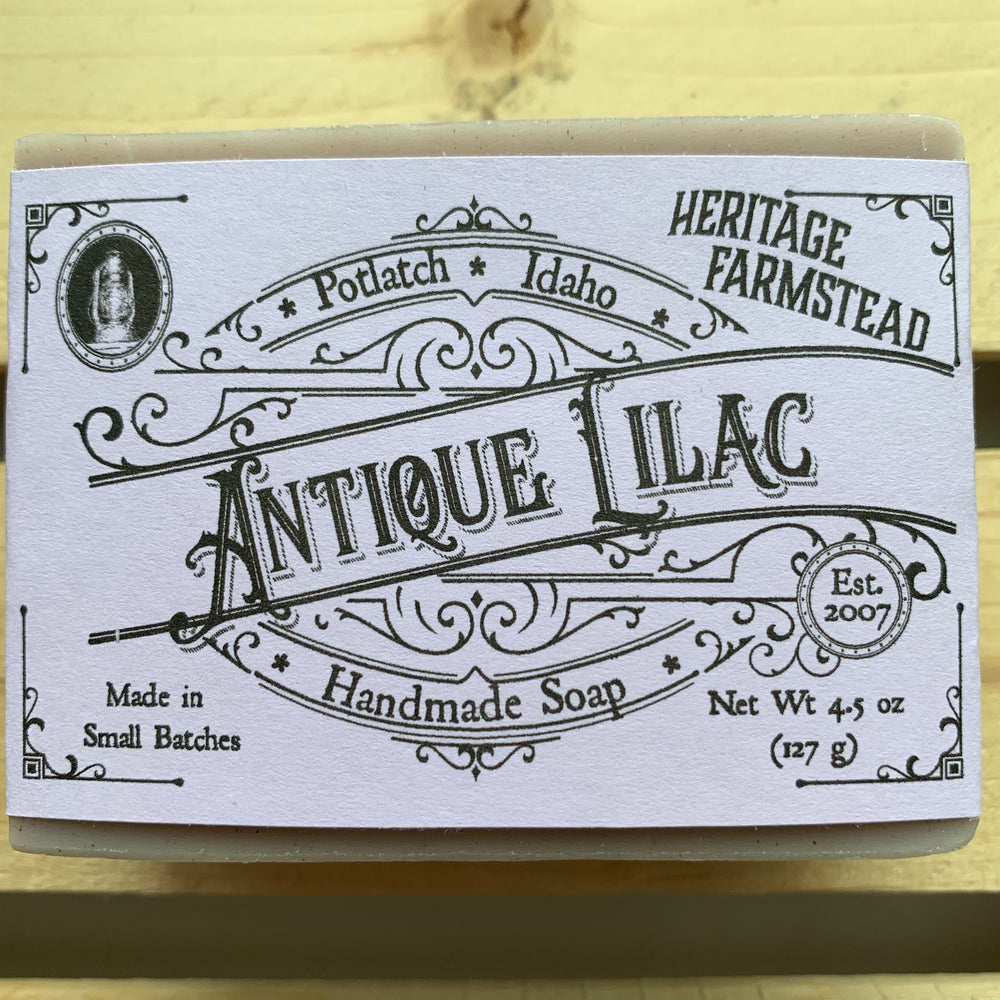 HERITAGE
FARMSTEAD
* Potlatch * Idaho *
ANTIQUE LILAC
Est.
2007
* Handmade Soap *
Made in
Small Batches
Net Wt 4.5 oz
(127 g)